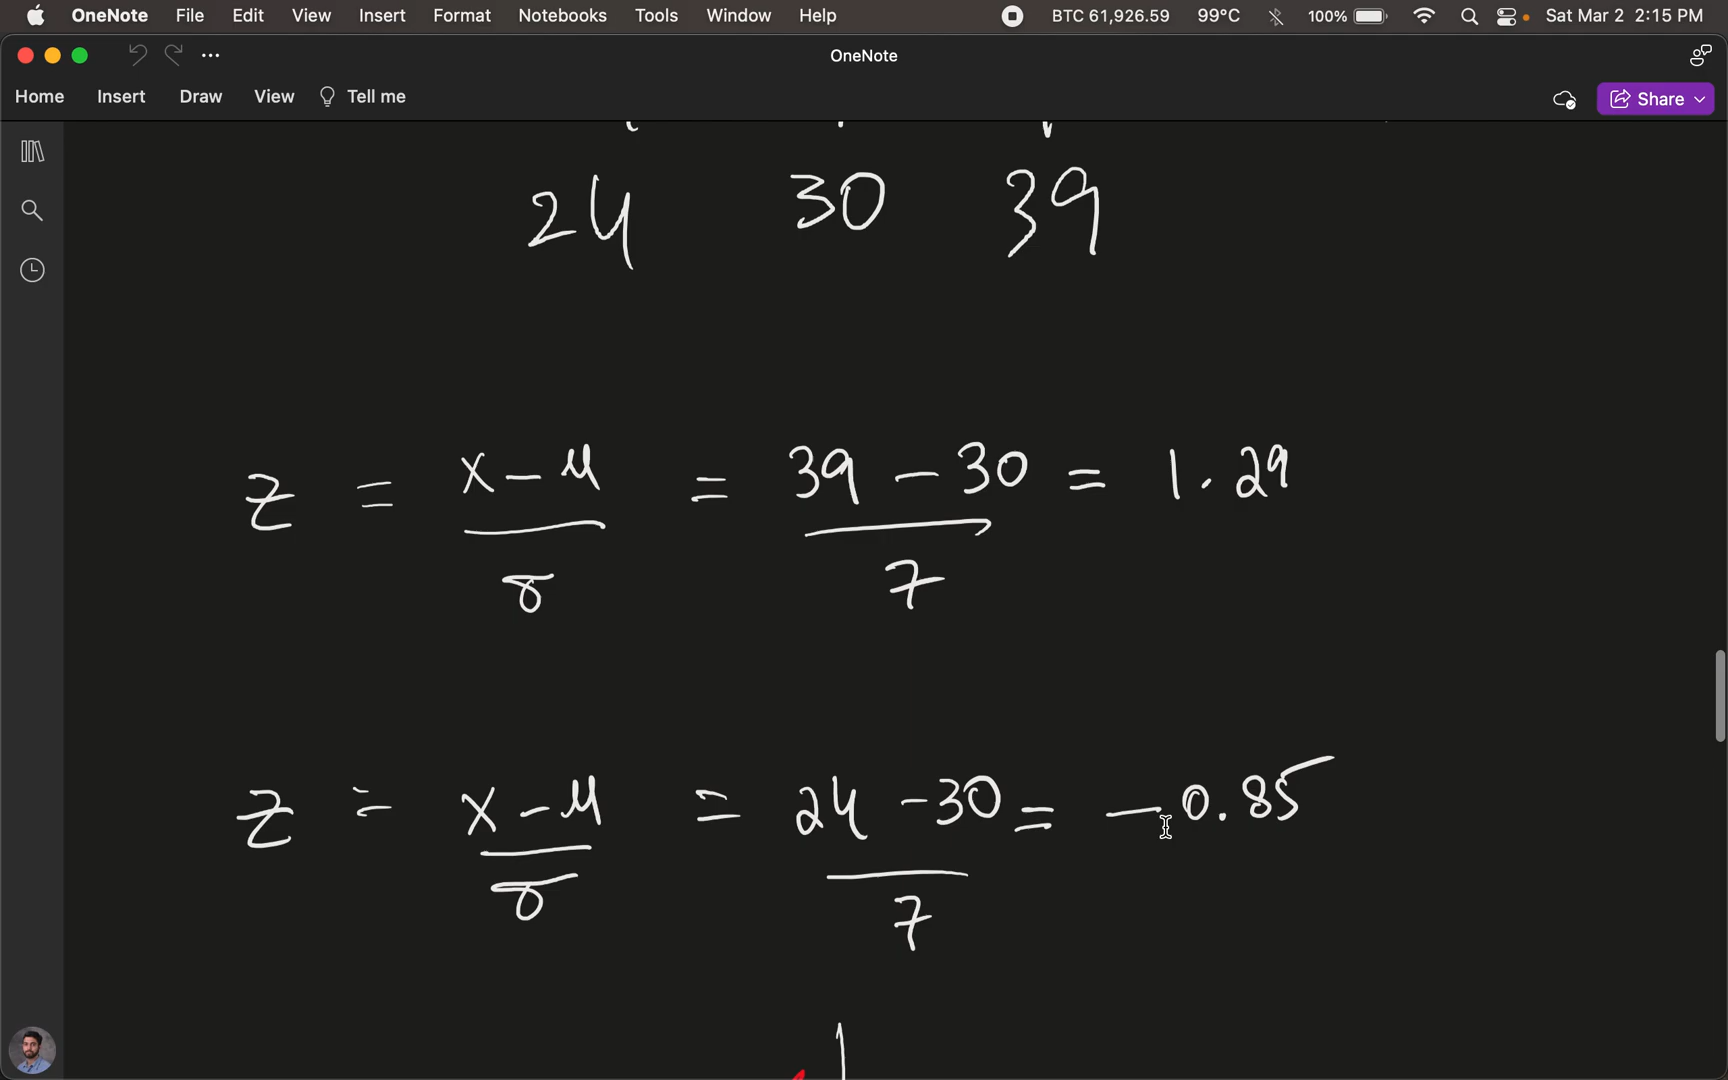 OneNote File Edit View Insert Format Notebooks Tools Window Help BTC 61,926.59 99°C 100% Sat Mar 2 2:15 PM
OneNote
Home Insert Draw View Tell me Share
24 30 39
z = x - μ = 39 - 30 = 1.29
σ 7
z = x - μ = 24 - 30 = - 0.85
σ 7